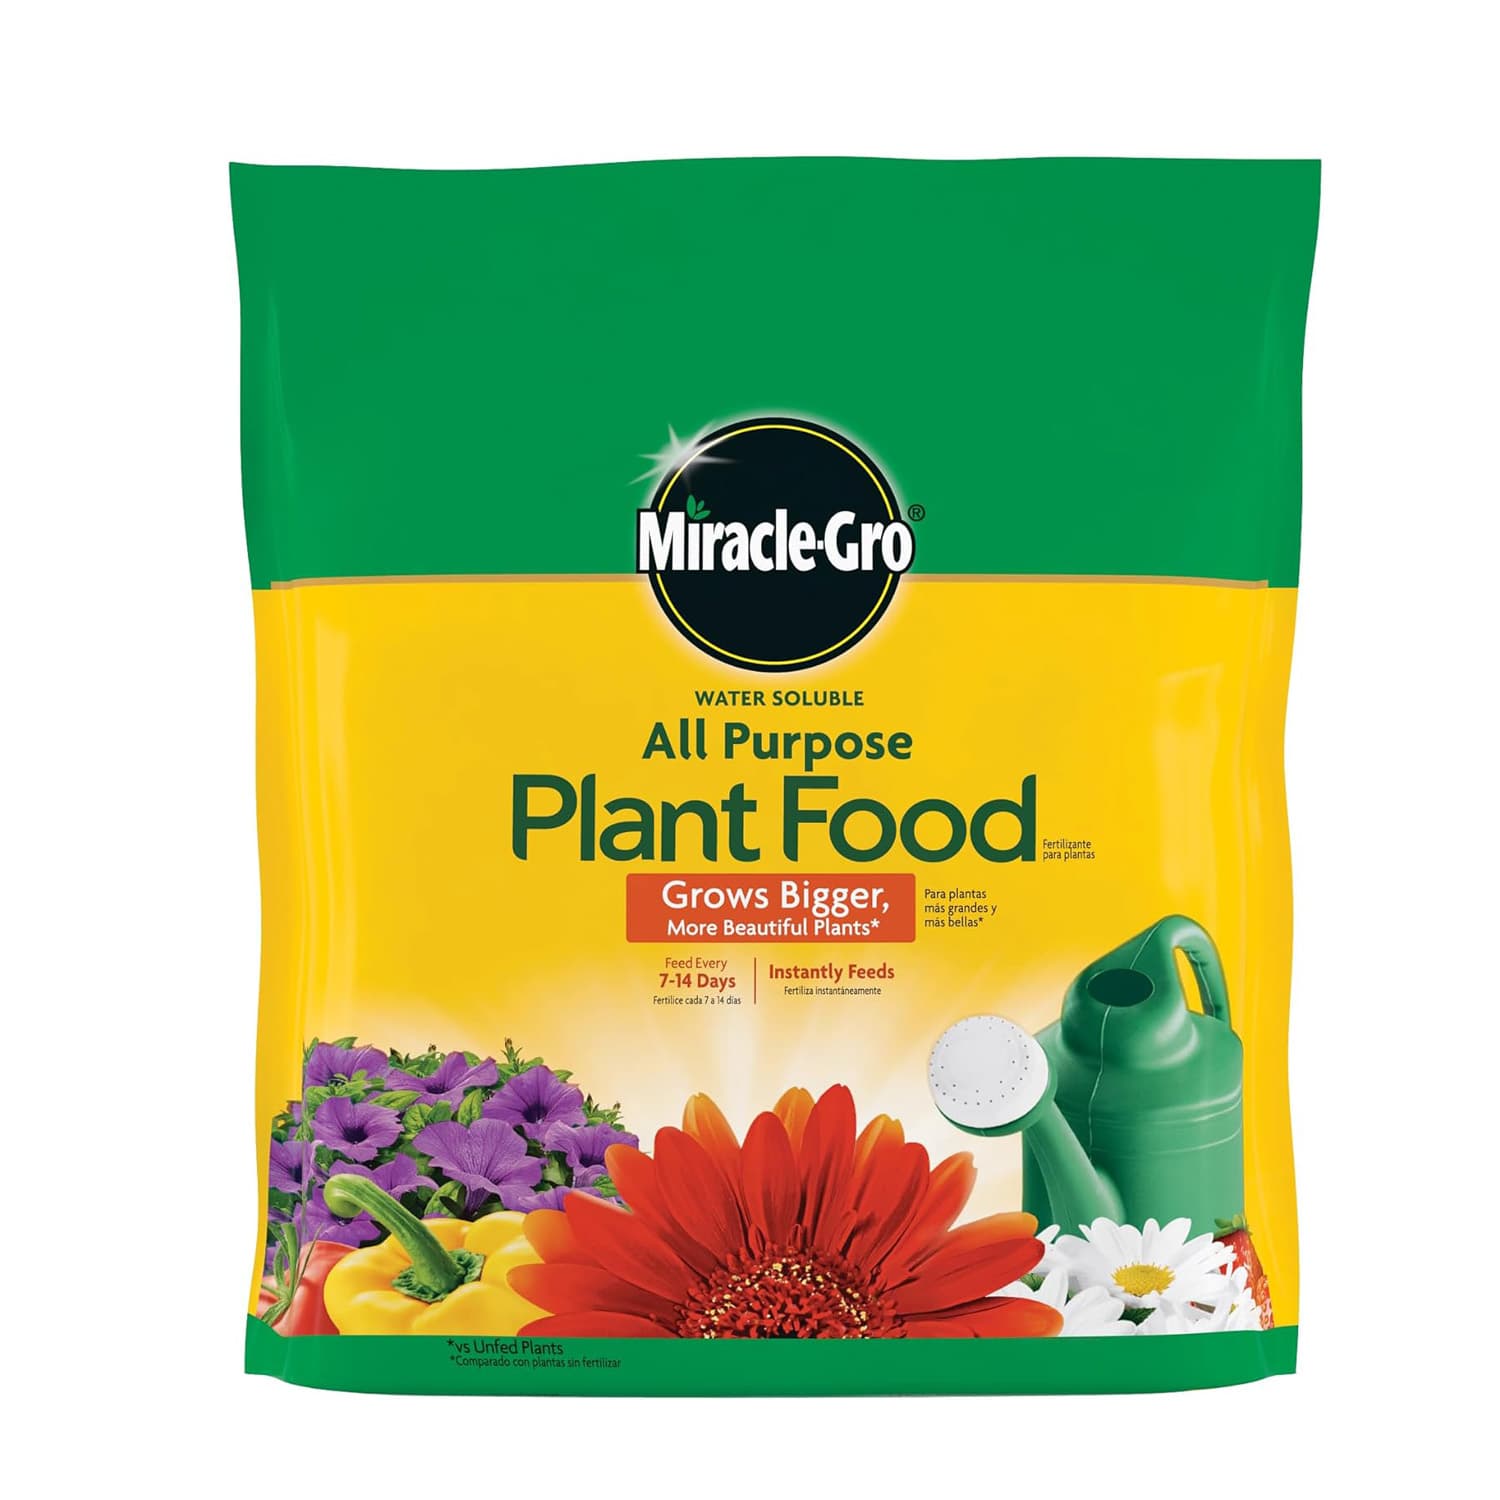 Miracle-Gro®
WATER SOLUBLE
All Purpose
Plant Food
Fertilizante
para plantas
Grows Bigger,
More Beautiful Plants*
Para plantas
más grandes y
más bellas*
Feed Every
7-14 Days
Fertilice cada 7 a 14 días
Instantly Feeds
Fertiliza instantáneamente
*vs Unfed Plants
*Comparado con plantas sin fertilizar